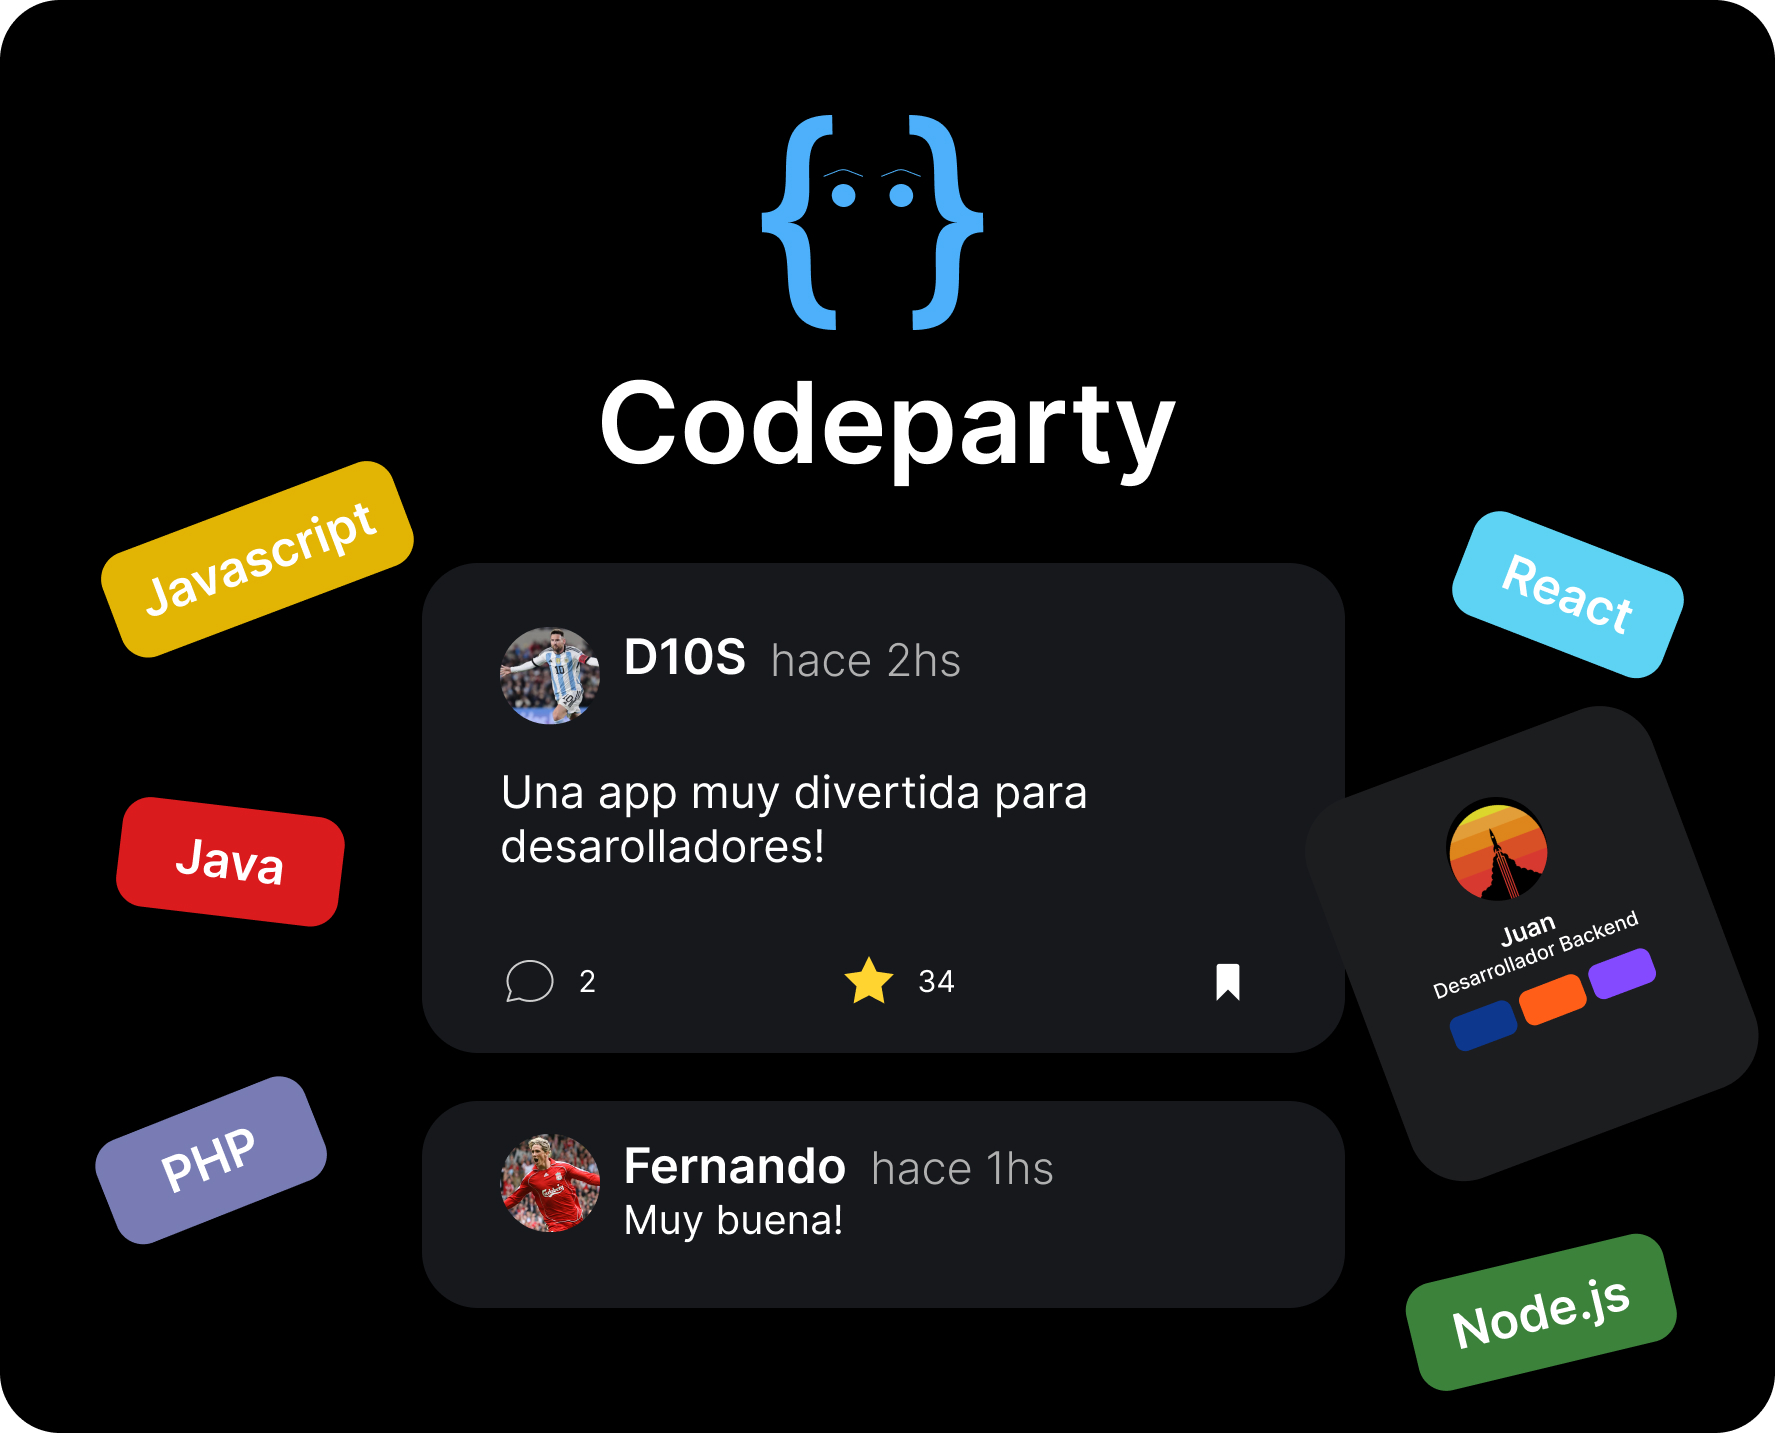 Codeparty
Javascript
React
D10S hace 2hs
Una app muy divertida para
desarolladores!
2 34
Java
Juan
Desarrollador Backend
PHP
Fernando hace 1hs
Muy buena!
Node.js